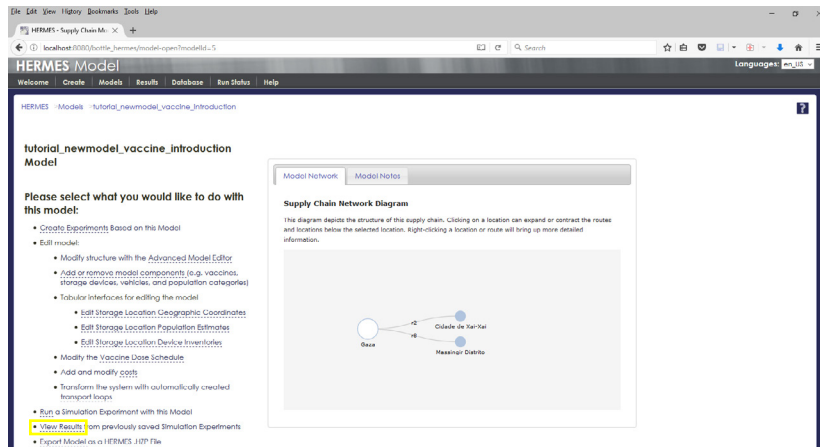 File Edit View History Bookmarks Tools Help
HERMES - Supply Chain Mo
localhost:8080/bottle_hermes/model-open?modelId=5
Search
HERMES Model
Languages: en_US
Welcome Create Models Results Database Run Status Help
HERMES Models tutorial_newmodel_vaccine_introduction
?
tutorial_newmodel_vaccine_introduction
Model
Please select what you would like to do with
this model:
• Create Experiments Based on this Model
• Edit model:
• Modify structure with the Advanced Model Editor
• Add or remove model components (e.g. vaccines,
storage devices, vehicles, and population categories)
• Tabular interfaces for editing the model
• Edit Storage Location Geographic Coordinates
• Edit Storage Location Population Estimates
• Edit Storage Location Device Inventories
• Modify the Vaccine Dose Schedule
• Add and modify costs
• Transform the system with automatically created
transport loops
• Run a Simulation Experiment with this Model
• View Results from previously saved Simulation Experiments
• Export Model as a HERMES .HZP File
Model Network Model Notes
Supply Chain Network Diagram
This diagram depicts the structure of this supply chain. Clicking on a location can expand or contract the routes
and locations below the selected location. Right-clicking a location or route will bring up more detailed
information.
r2
Cidade de Xai-Xai
r6
Gaza
Massingir Distrito